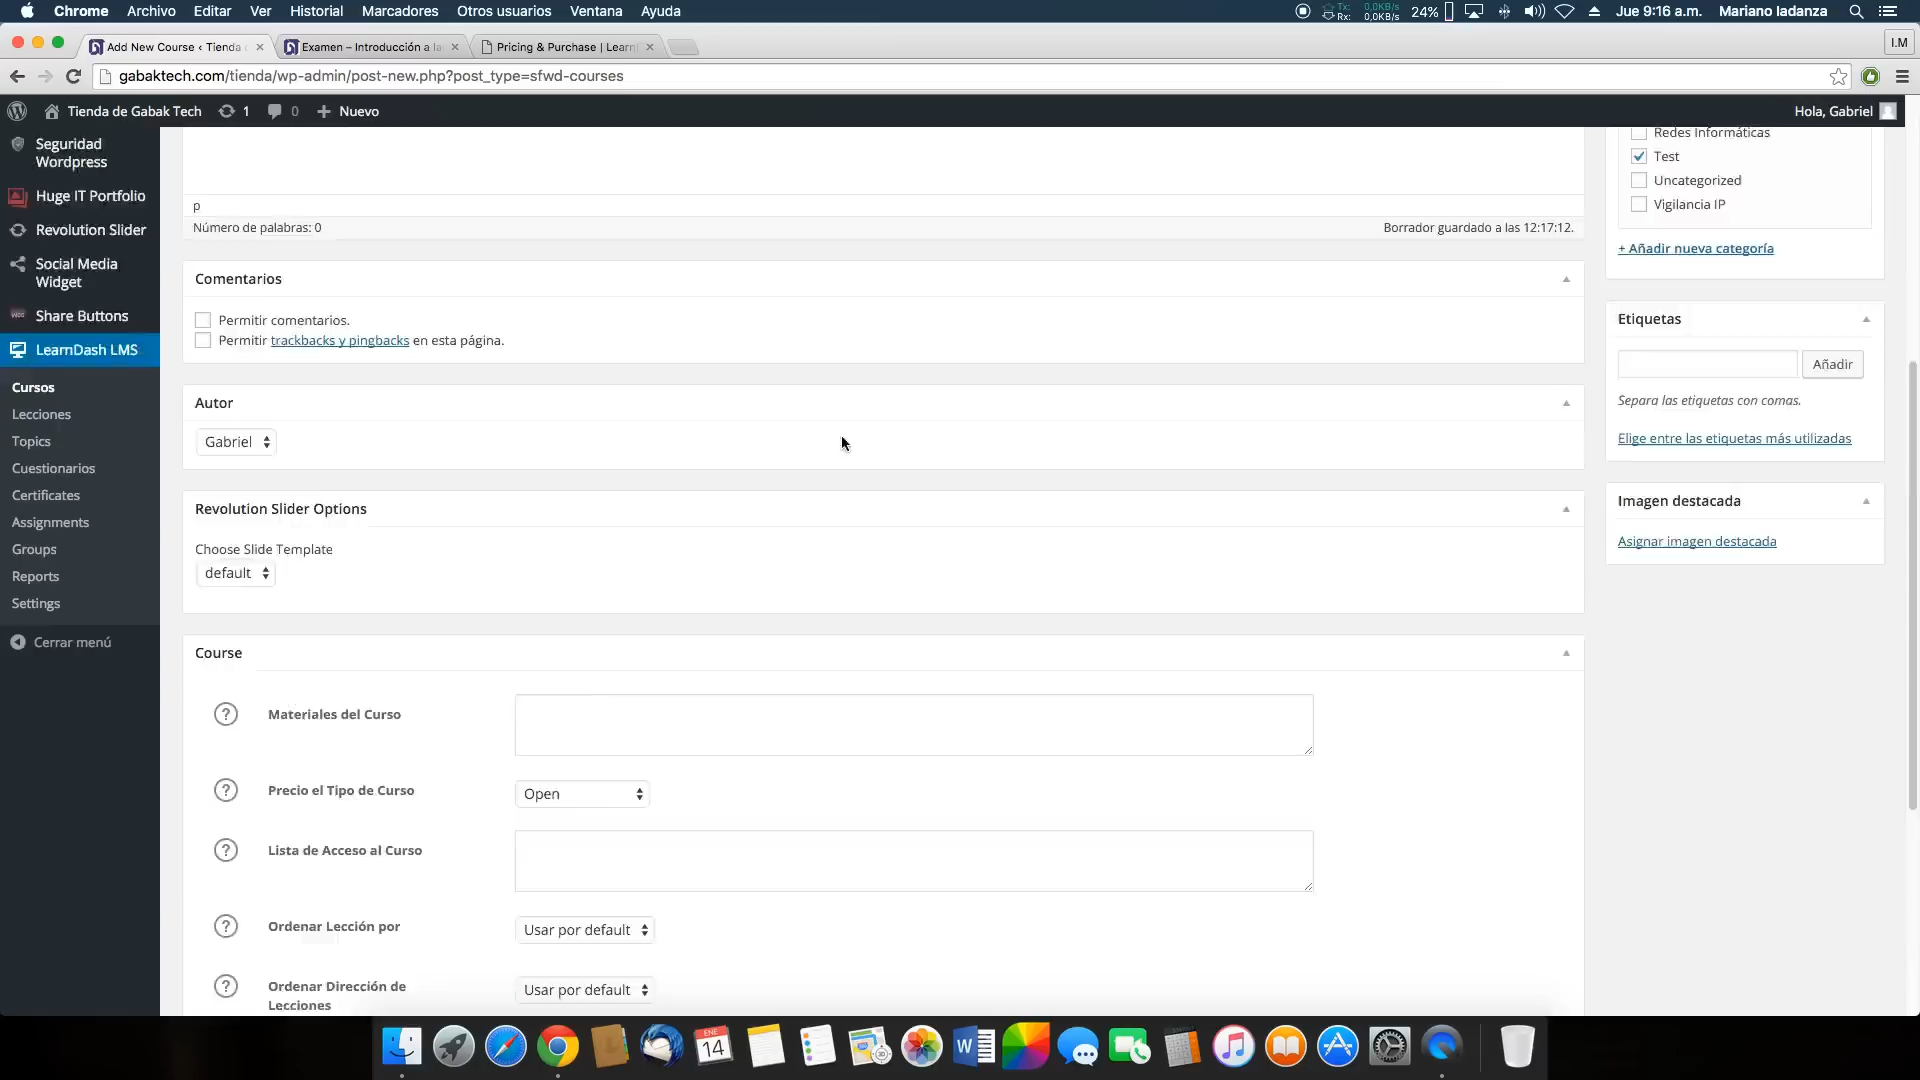 Chrome Archivo Editar Ver Historial Marcadores Otros usuarios Ventana Ayuda
Tx: 0,0KB/s
Rx: 0,0KB/s
24% Jue 9:16 a.m. Mariano Iadanza
Add New Course ‹ Tienda
Examen – Introducción a la
Pricing & Purchase | Learn
I.M
gabaktech.com/tienda/wp-admin/post-new.php?post_type=sfwd-courses
Tienda de Gabak Tech 1 0 + Nuevo
Hola, Gabriel
Seguridad
Wordpress
Huge IT Portfolio
Revolution Slider
Social Media
Widget
Share Buttons
LearnDash LMS
Cursos
Lecciones
Topics
Cuestionarios
Certificates
Assignments
Groups
Reports
Settings
Cerrar menú
p
Número de palabras: 0
Borrador guardado a las 12:17:12.
Comentarios
Permitir comentarios.
Permitir trackbacks y pingbacks en esta página.
Autor
Gabriel
Revolution Slider Options
Choose Slide Template
default
Course
? Materiales del Curso
? Precio el Tipo de Curso Open
? Lista de Acceso al Curso
? Ordenar Lección por Usar por default
? Ordenar Dirección de
Lecciones
Usar por default
Redes Informáticas
Test
Uncategorized
Vigilancia IP
+ Añadir nueva categoría
Etiquetas
Añadir
Separa las etiquetas con comas.
Elige entre las etiquetas más utilizadas
Imagen destacada
Asignar imagen destacada
ENE
14
W